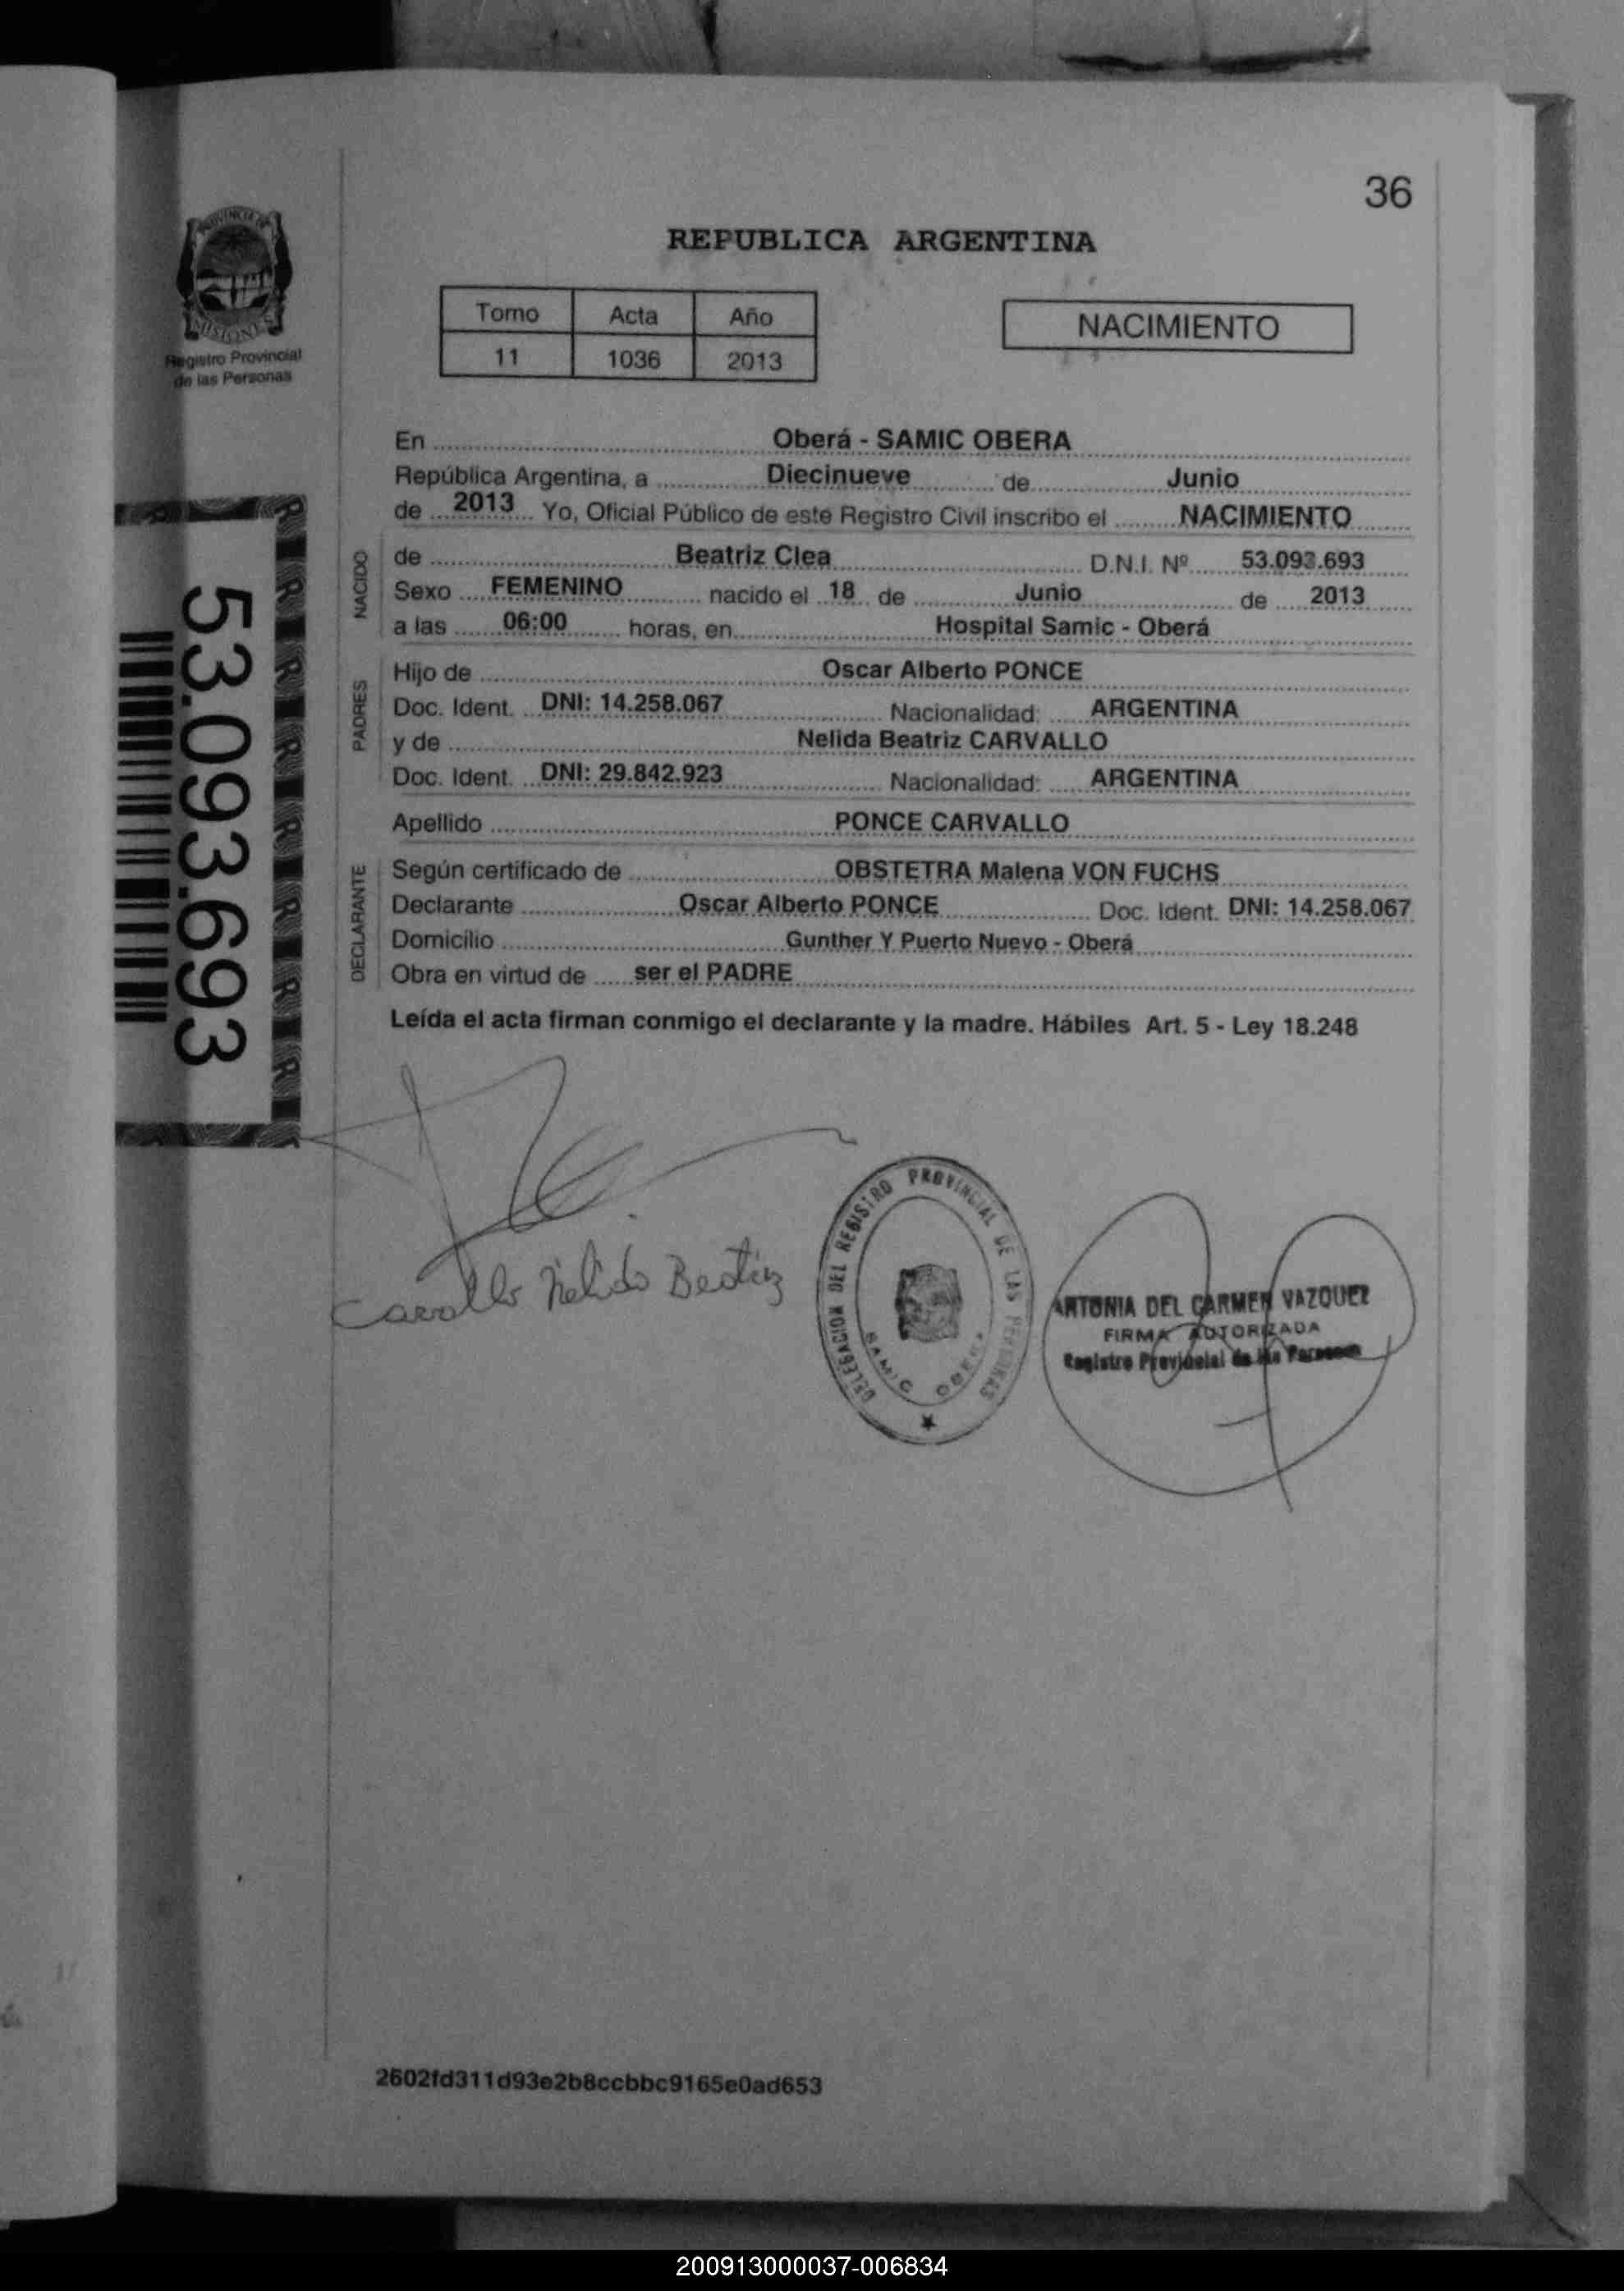 36
PROVINCIA DE
MISIONES
Registro Provincial
de las Personas
REPUBLICA ARGENTINA
Tomo Acta Año
11 1036 2013
NACIMIENTO
En Oberá - SAMIC OBERA
República Argentina, a Diecinueve de Junio
de 2013 Yo, Oficial Público de este Registro Civil inscribo el NACIMIENTO
NACIDO
de Beatriz Clea D.N.I. Nº 53.093.693
Sexo FEMENINO nacido el 18 de Junio de 2013
a las 06:00 horas, en Hospital Samic - Oberá
PADRES
Hijo de Oscar Alberto PONCE
Doc. Ident. DNI: 14.258.067 Nacionalidad: ARGENTINA
y de Nelida Beatriz CARVALLO
Doc. Ident. DNI: 29.842.923 Nacionalidad: ARGENTINA
Apellido PONCE CARVALLO
DECLARANTE
Según certificado de OBSTETRA Malena VON FUCHS
Declarante Oscar Alberto PONCE Doc. Ident. DNI: 14.258.067
Domicilio Gunther Y Puerto Nuevo - Oberá
Obra en virtud de ser el PADRE
Leída el acta firman conmigo el declarante y la madre. Hábiles Art. 5 - Ley 18.248
53.093.693
Carvallo Nelida Beatriz
DELEGACION DEL REGISTRO PROVINCIAL DE LAS PERSONAS
SAMIC OBERA
ANTONIA DEL CARMEN VAZQUEZ
FIRMA AUTORIZADA
Registro Provincial de las Personas
2602fd311d93e2b8ccbbc9165e0ad653
200913000037-006834